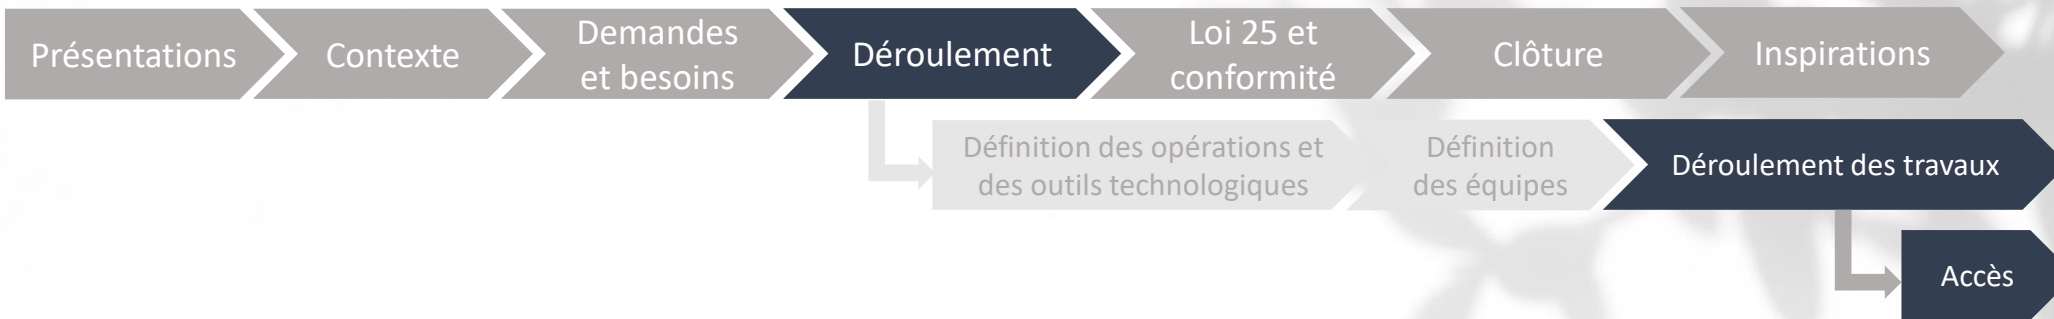 Présentations
Contexte
Demandes
et besoins
Déroulement
Loi 25 et
conformité
Clôture
Inspirations
Définition des opérations et
des outils technologiques
Définition
des équipes
Déroulement des travaux
Accès